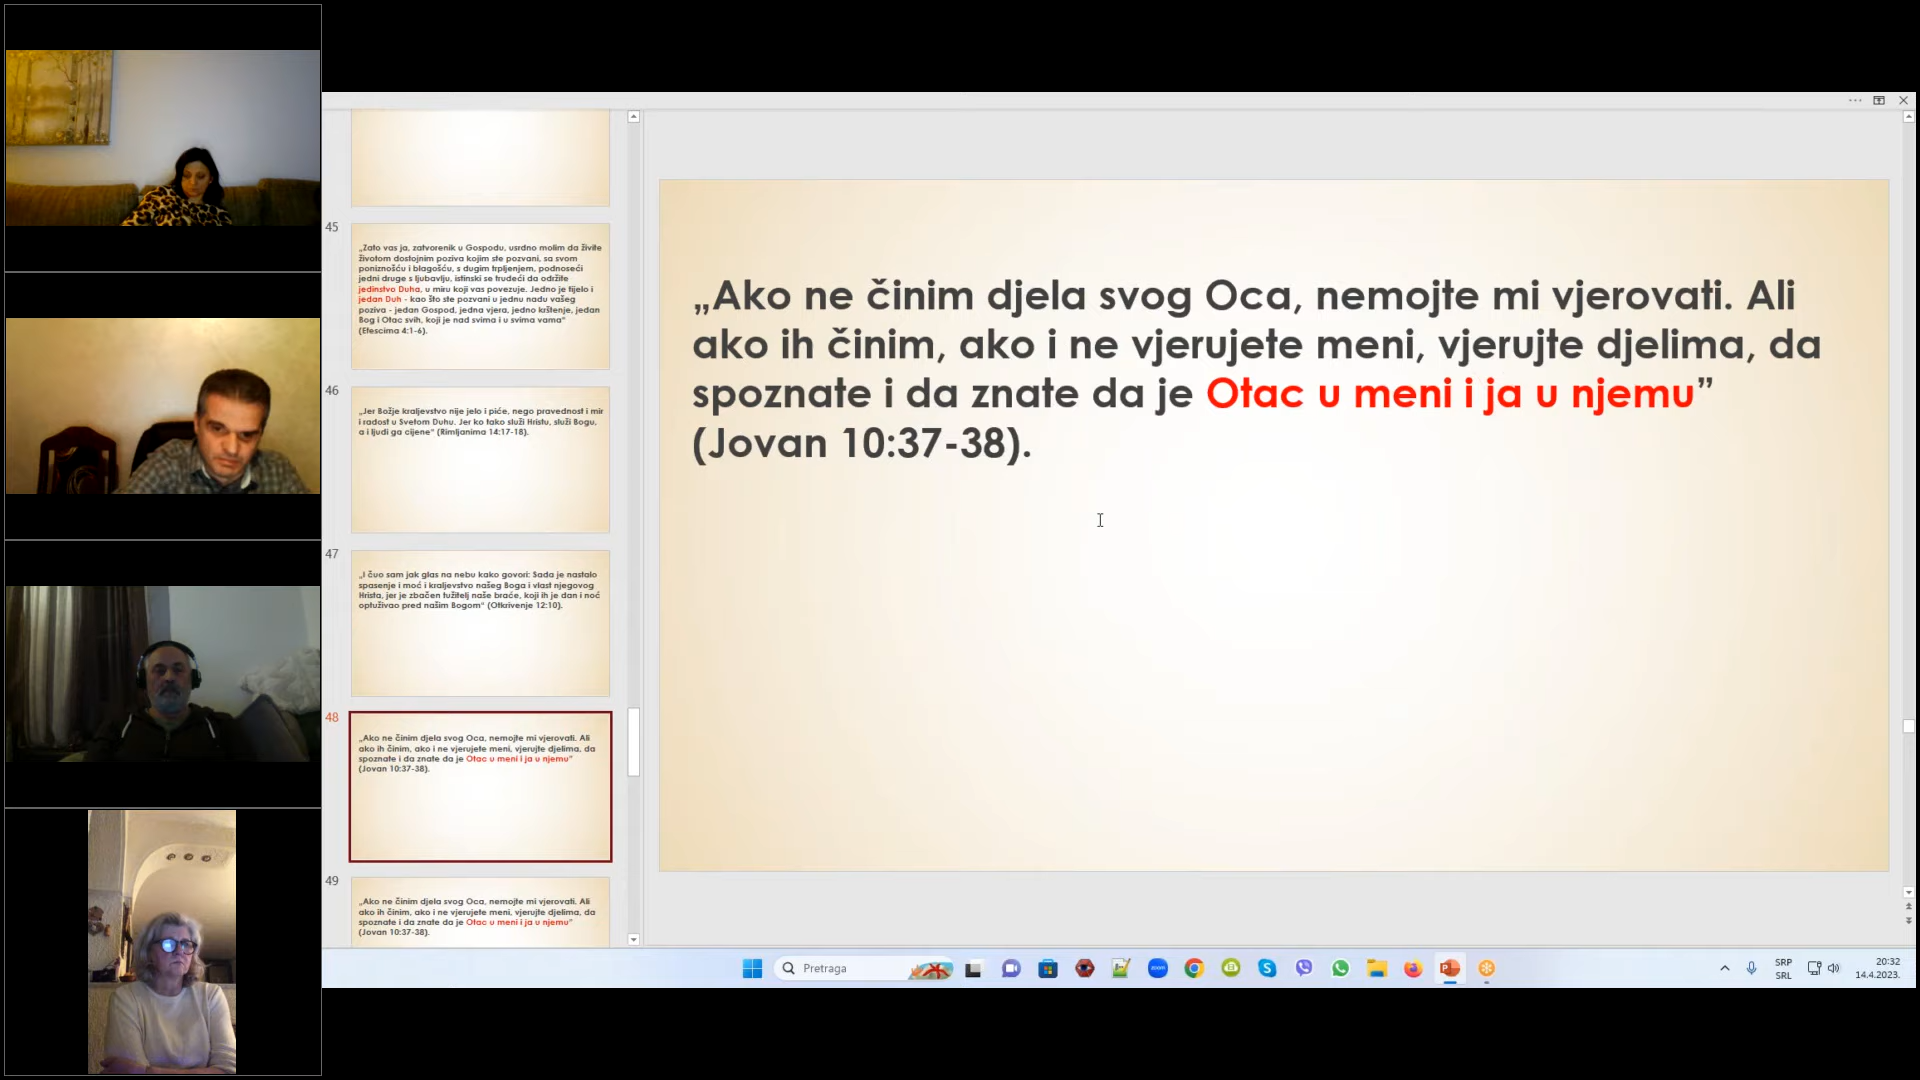 45
„Zato vas ja, zatvorenik u Gospodu, usrdno molim da živite
životom dostojnim poziva kojim ste pozvani, sa svom
poniznošću i blagošću, s dugim trpljenjem, podnoseći
jedni druge s ljubavlju, istinski se trudeći da održite
jedinstvo Duha, u miru koji vas povezuje. Jedno je tijelo i
jedan Duh - kao što ste pozvani u jednu nadu vašeg
poziva - jedan Gospod, jedna vjera, jedno krštenje, jedan
Bog i Otac svih, koji je nad svima i u svima vama“
(Efescima 4:1-6).
46
„Jer Božje kraljevstvo nije jelo i piće, nego pravednost i mir
i radost u Svetom Duhu. Jer ko tako služi Hristu, služi Bogu,
a i ljudi ga cijene“ (Rimljanima 14:17-18).
47
„I čuo sam jak glas na nebu kako govori: Sada je nastalo
spasenje i moć i kraljevstvo našeg Boga i vlast njegovog
Hrista, jer je zbačen tužitelj naše braće, koji ih je dan i noć
optuživao pred našim Bogom“ (Otkrivenje 12:10).
48
„Ako ne činim djela svog Oca, nemojte mi vjerovati. Ali
ako ih činim, ako i ne vjerujete meni, vjerujte djelima, da
spoznate i da znate da je Otac u meni i ja u njemu”
(Jovan 10:37-38).
49
„Ako ne činim djela svog Oca, nemojte mi vjerovati. Ali
ako ih činim, ako i ne vjerujete meni, vjerujte djelima, da
spoznate i da znate da je Otac u meni i ja u njemu”
(Jovan 10:37-38).
„Ako ne činim djela svog Oca, nemojte mi vjerovati. Ali
ako ih činim, ako i ne vjerujete meni, vjerujte djelima, da
spoznate i da znate da je Otac u meni i ja u njemu”
(Jovan 10:37-38).
Pretraga
zoom
SRP
SRL
20:32
14.4.2023.